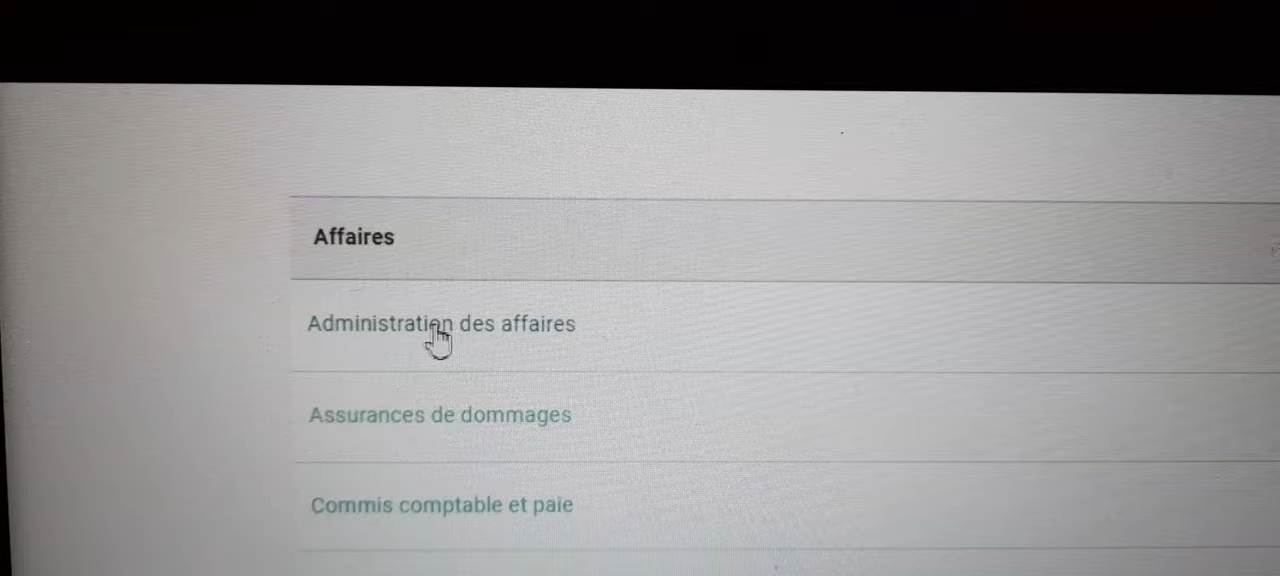 Affaires
Administration des affaires
Assurances de dommages
Commis comptable et paie